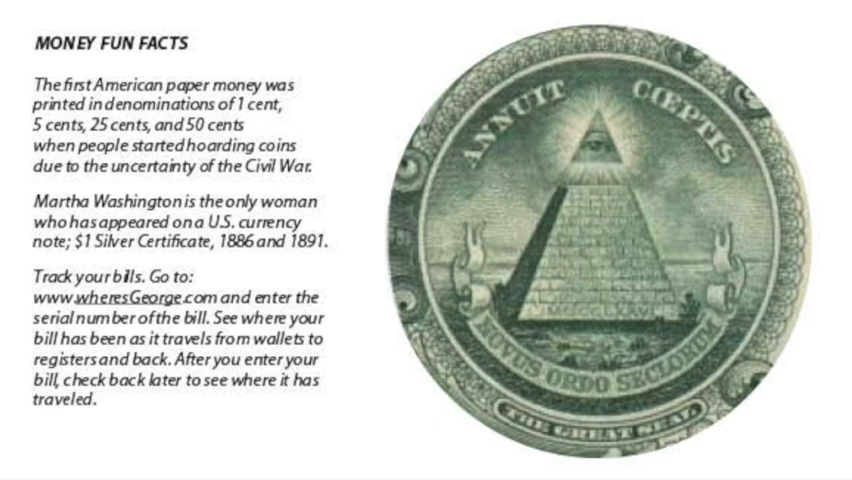 MONEY FUN FACTS
The first American paper money was
printed in denominations of 1 cent,
5 cents, 25 cents, and 50 cents
when people started hoarding coins
due to the uncertainty of the Civil War.
Martha Washington is the only woman
who has appeared on a U.S. currency
note; $1 Silver Certificate, 1886 and 1891.
Track your bills. Go to:
www.wheresGeorge.com and enter the
serial number of the bill. See where your
bill has been as it travels from wallets to
registers and back. After you enter your
bill, check back later to see where it has
traveled.
ANNUIT CŒPTIS
NOVUS ORDO SECLORUM
THE GREAT SEAL